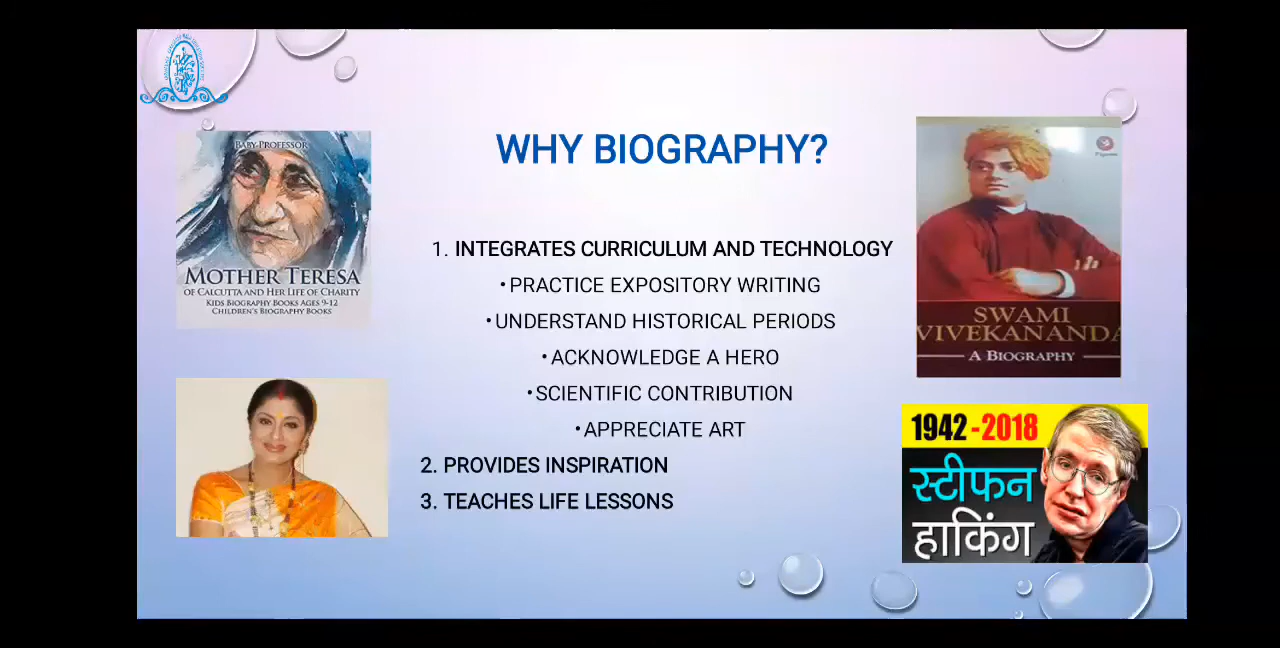 WHY BIOGRAPHY?
1. INTEGRATES CURRICULUM AND TECHNOLOGY
•PRACTICE EXPOSITORY WRITING
•UNDERSTAND HISTORICAL PERIODS
•ACKNOWLEDGE A HERO
•SCIENTIFIC CONTRIBUTION
•APPRECIATE ART
2. PROVIDES INSPIRATION
3. TEACHES LIFE LESSONS
BABY PROFESSOR
MOTHER TERESA
OF CALCUTTA AND HER LIFE OF CHARITY
KIDS BIOGRAPHY BOOKS AGES 9-12
CHILDREN'S BIOGRAPHY BOOKS
SWAMI
VIVEKANANDA
A BIOGRAPHY
1942-2018
स्टीफन
हाकिंग